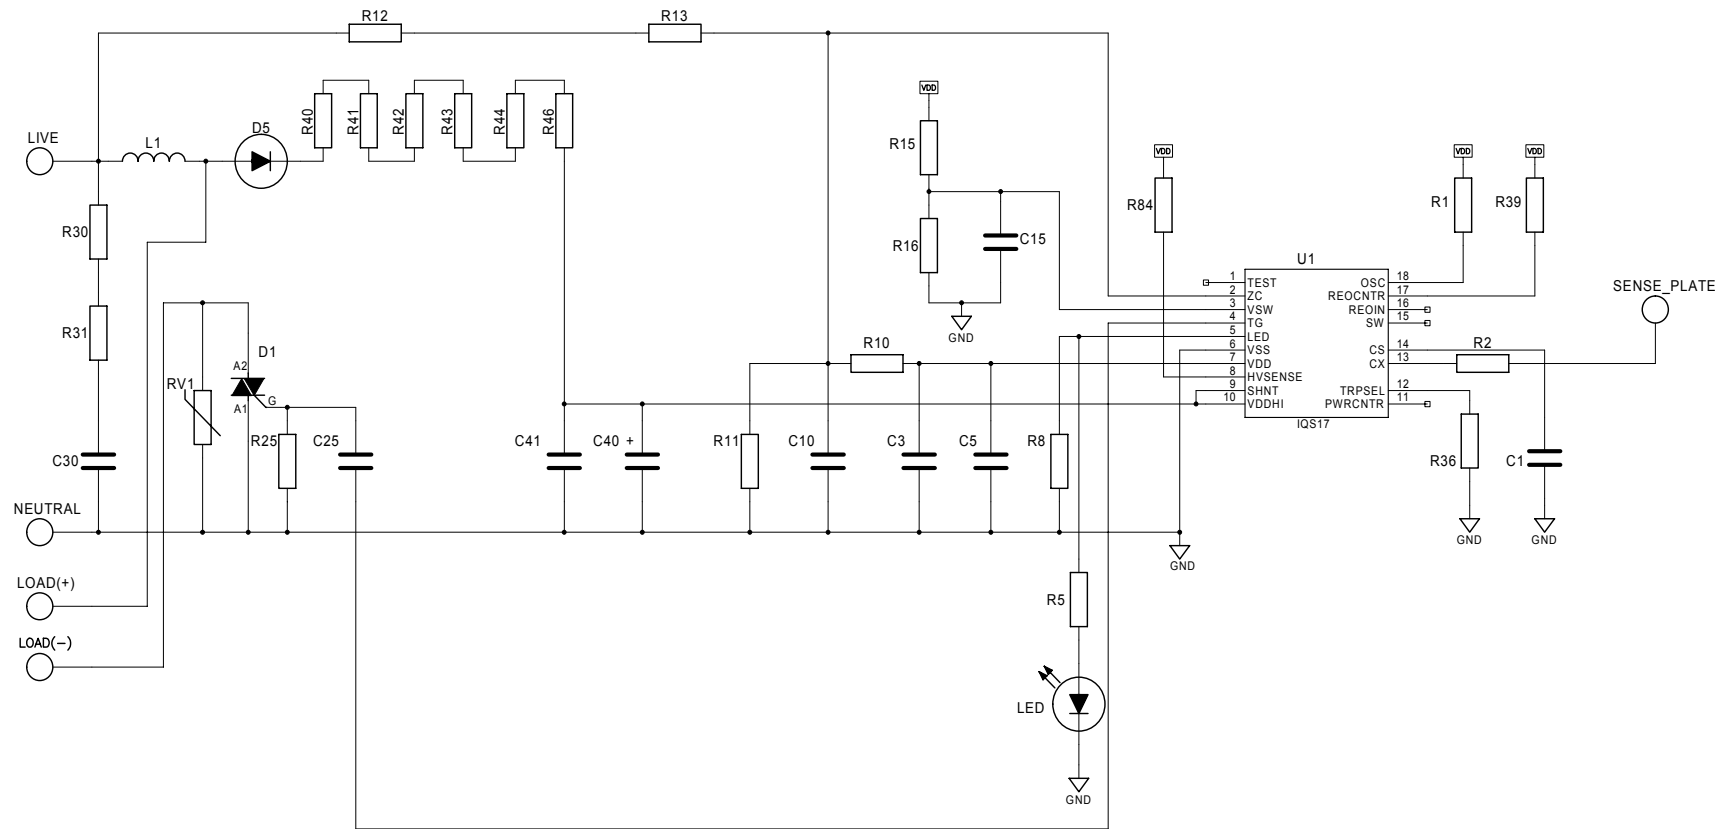 R12
R13
R40
R41
R42
R43
R44
R46
VDD
D5
LIVE
L1
R15
VDD
VDD
VDD
R84
R1
R39
R30
R16
C15
U1
1
TEST
OSC
18
2
ZC
REOCNTR
17
3
VSW
REOIN
16
4
TG
SW
15
5
LED
6
VSS
CS
14
7
VDD
CX
13
8
HVSENSE
9
SHNT
TRPSEL
12
10
VDDHI
PWRCNTR
11
IQS17
SENSE_PLATE
R31
GND
R10
R2
D1
A2
RV1
A1
G
C30
R25
C25
C41
C40 +
R11
C10
C3
C5
R8
R36
C1
NEUTRAL
GND
GND
GND
LOAD(+)
R5
LOAD(-)
LED
GND